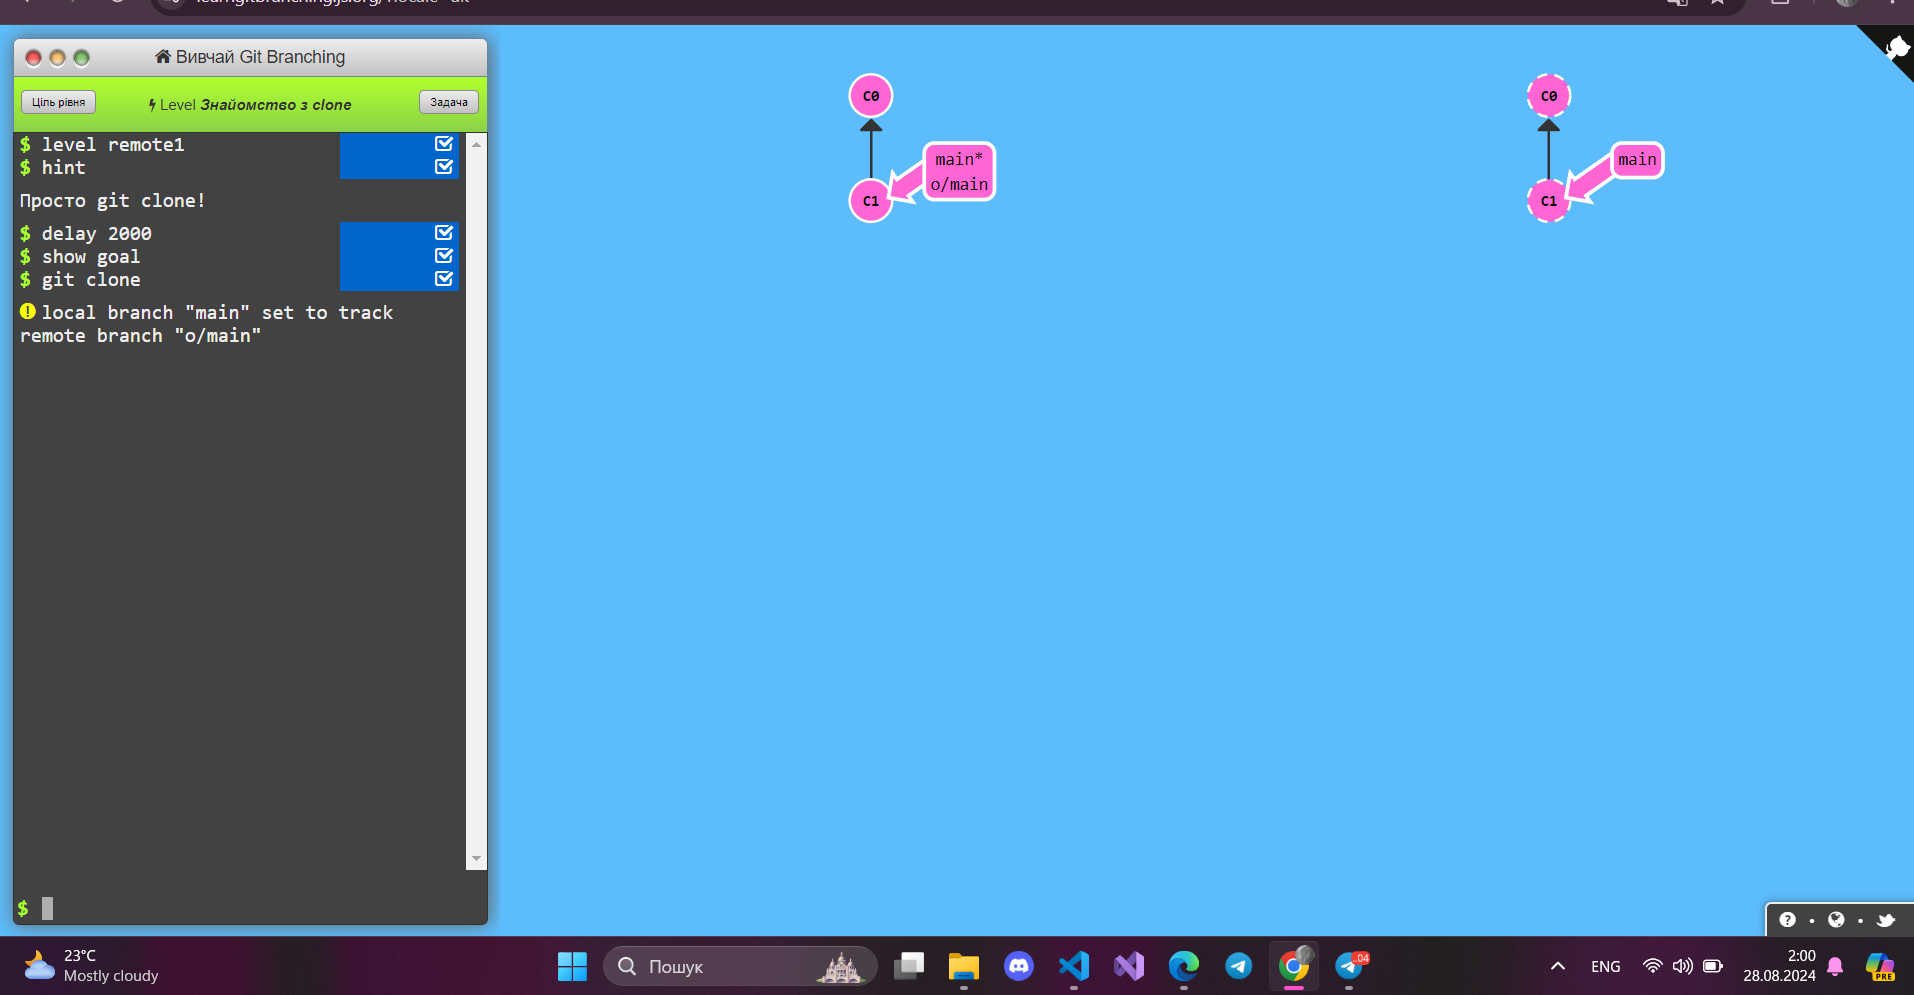 Вивчай Git Branching
Ціль рівня
Level Знайомство з clone
Задача
$ level remote1
$ hint
Просто git clone!
$ delay 2000
$ show goal
$ git clone
local branch "main" set to track
remote branch "o/main"
$
C0
main*
o/main
C1
C0
main
C1
23°C
Mostly cloudy
Пошук
.04
ENG
2:00
28.08.2024
PRE